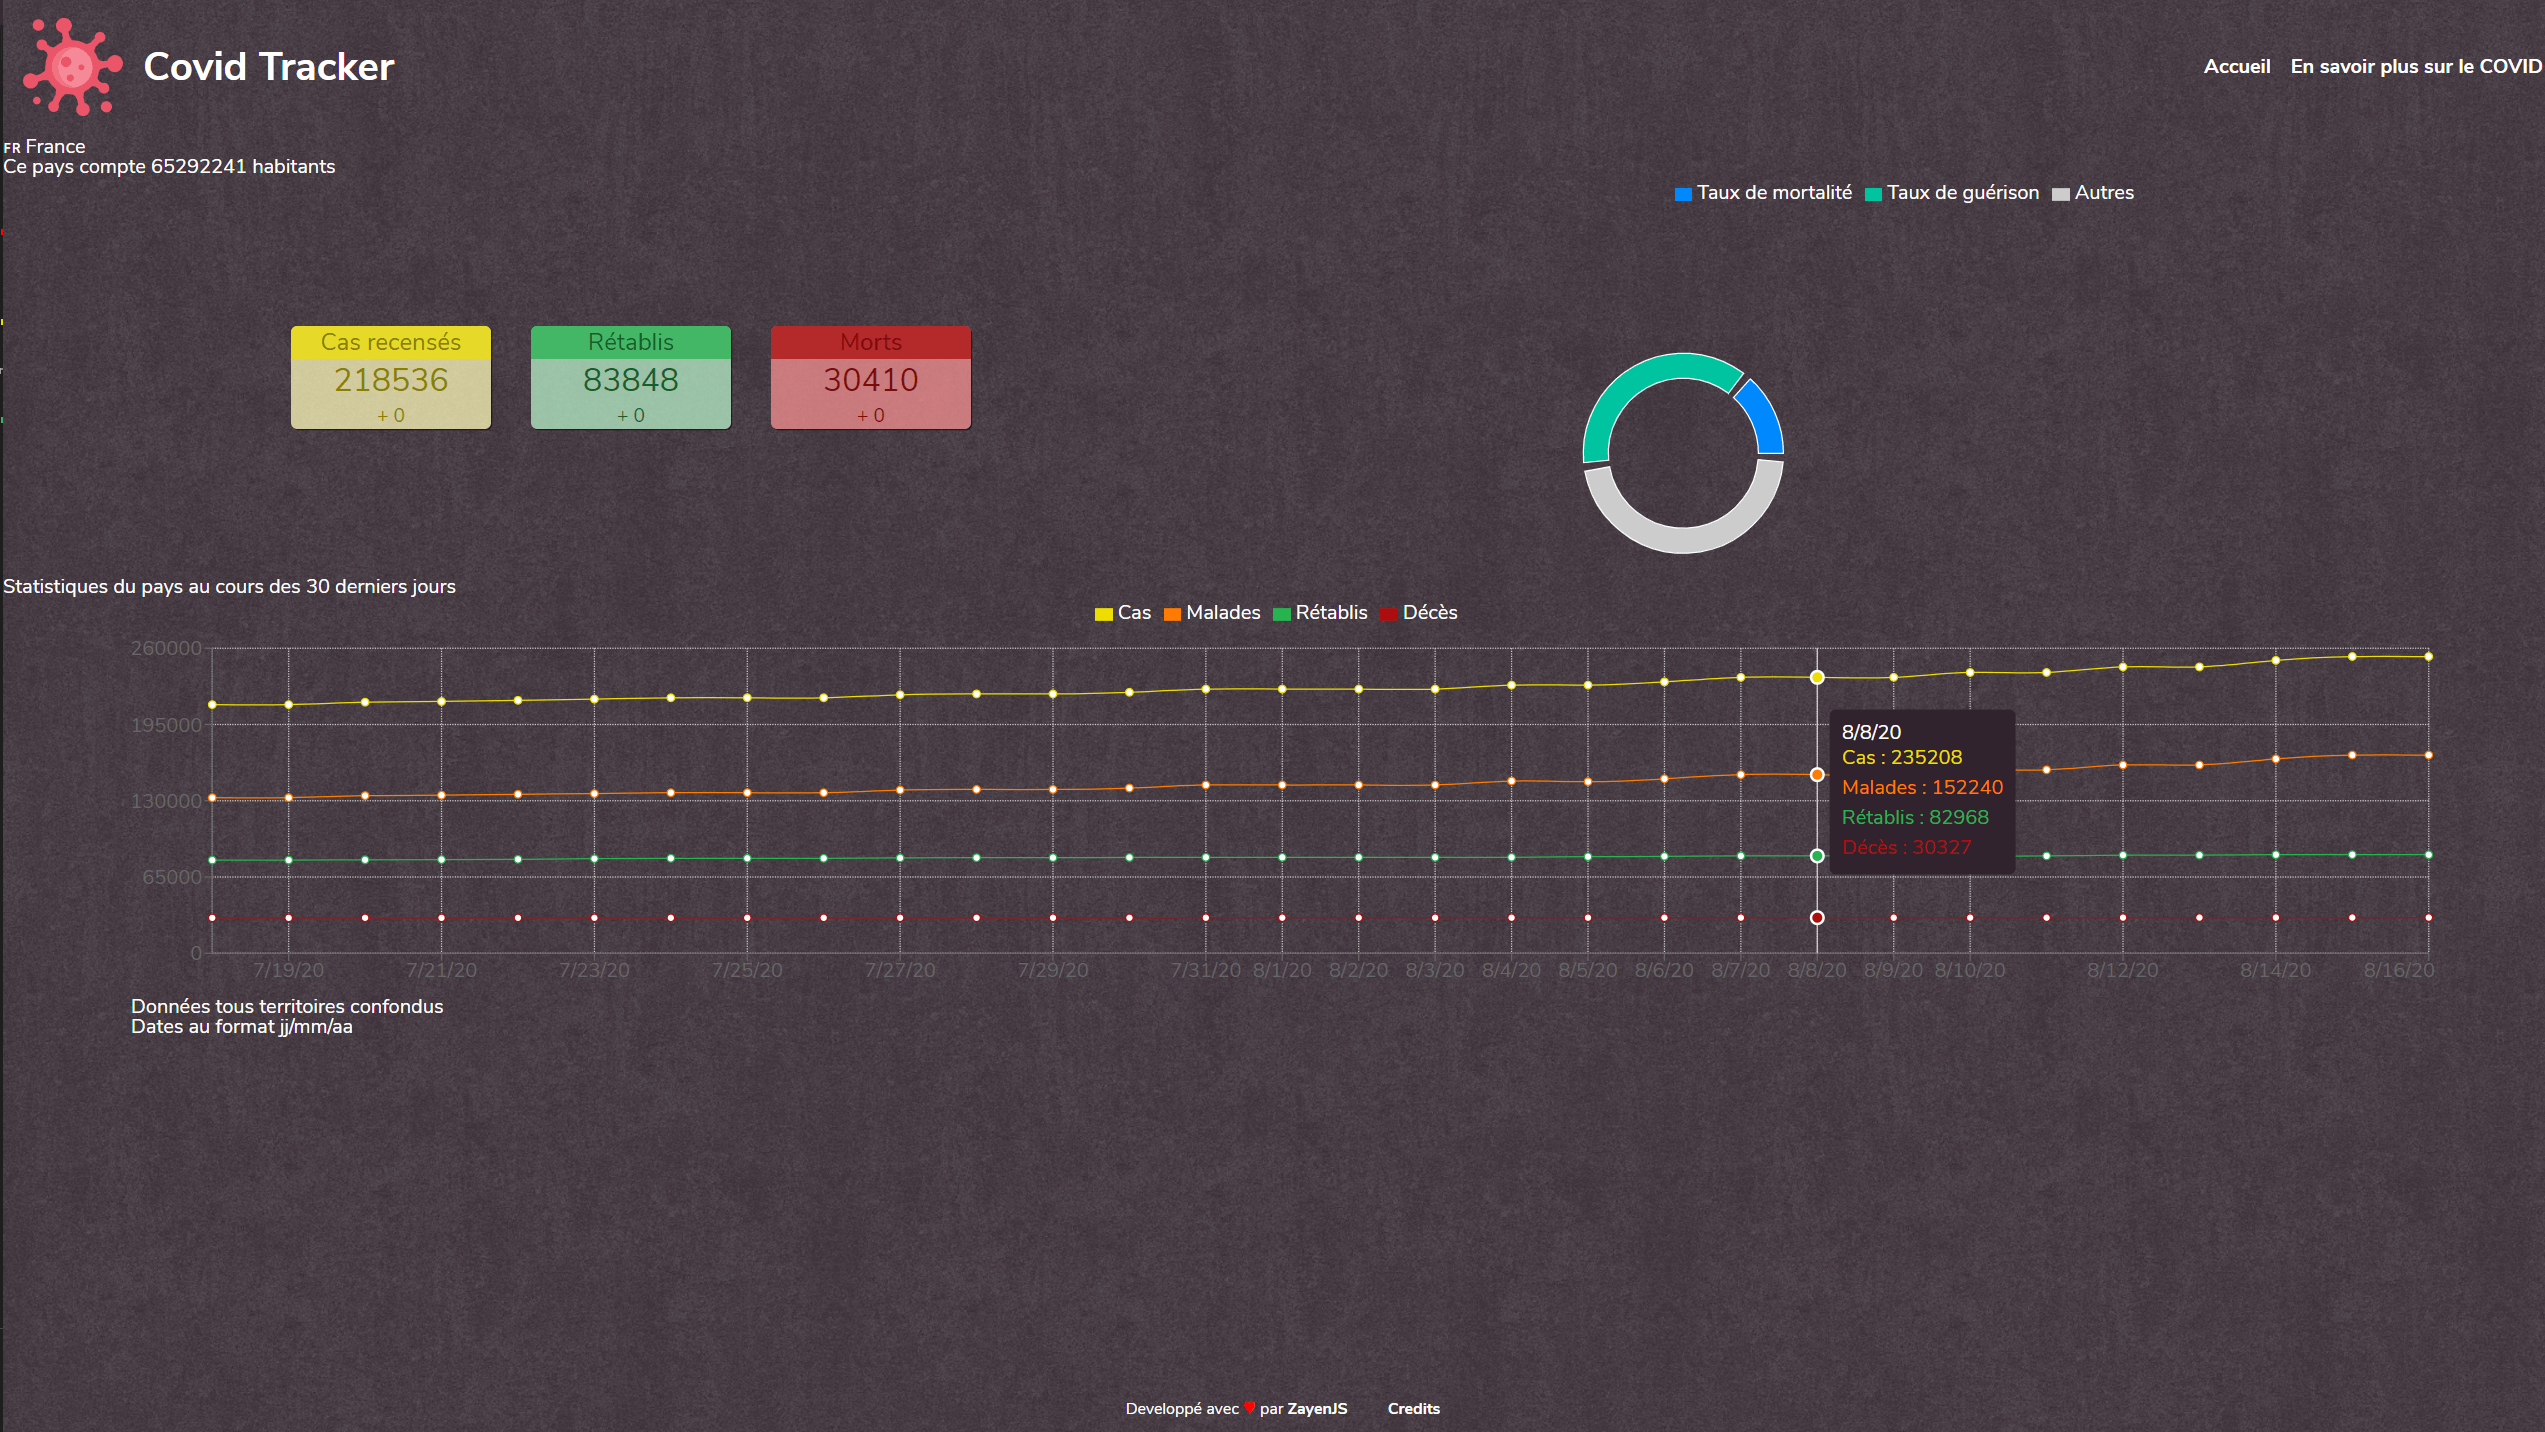 Covid Tracker
Accueil En savoir plus sur le COVID
FR France
Ce pays compte 65292241 habitants
Taux de mortalité Taux de guérison Autres
Cas recensés
218536
+ 0
Rétablis
83848
+ 0
Morts
30410
+ 0
Statistiques du pays au cours des 30 derniers jours
Cas Malades Rétablis Décès
260000
195000
130000
65000
0
8/8/20
Cas : 235208
Malades : 152240
Rétablis : 82968
Décès : 30327
7/19/20 7/21/20 7/23/20 7/25/20 7/27/20 7/29/20 7/31/20 8/1/20 8/2/20 8/3/20 8/4/20 8/5/20 8/6/20 8/7/20 8/8/20 8/9/20 8/10/20 8/12/20 8/14/20 8/16/20
Données tous territoires confondus
Dates au format jj/mm/aa
Developpé avec par ZayenJS Credits